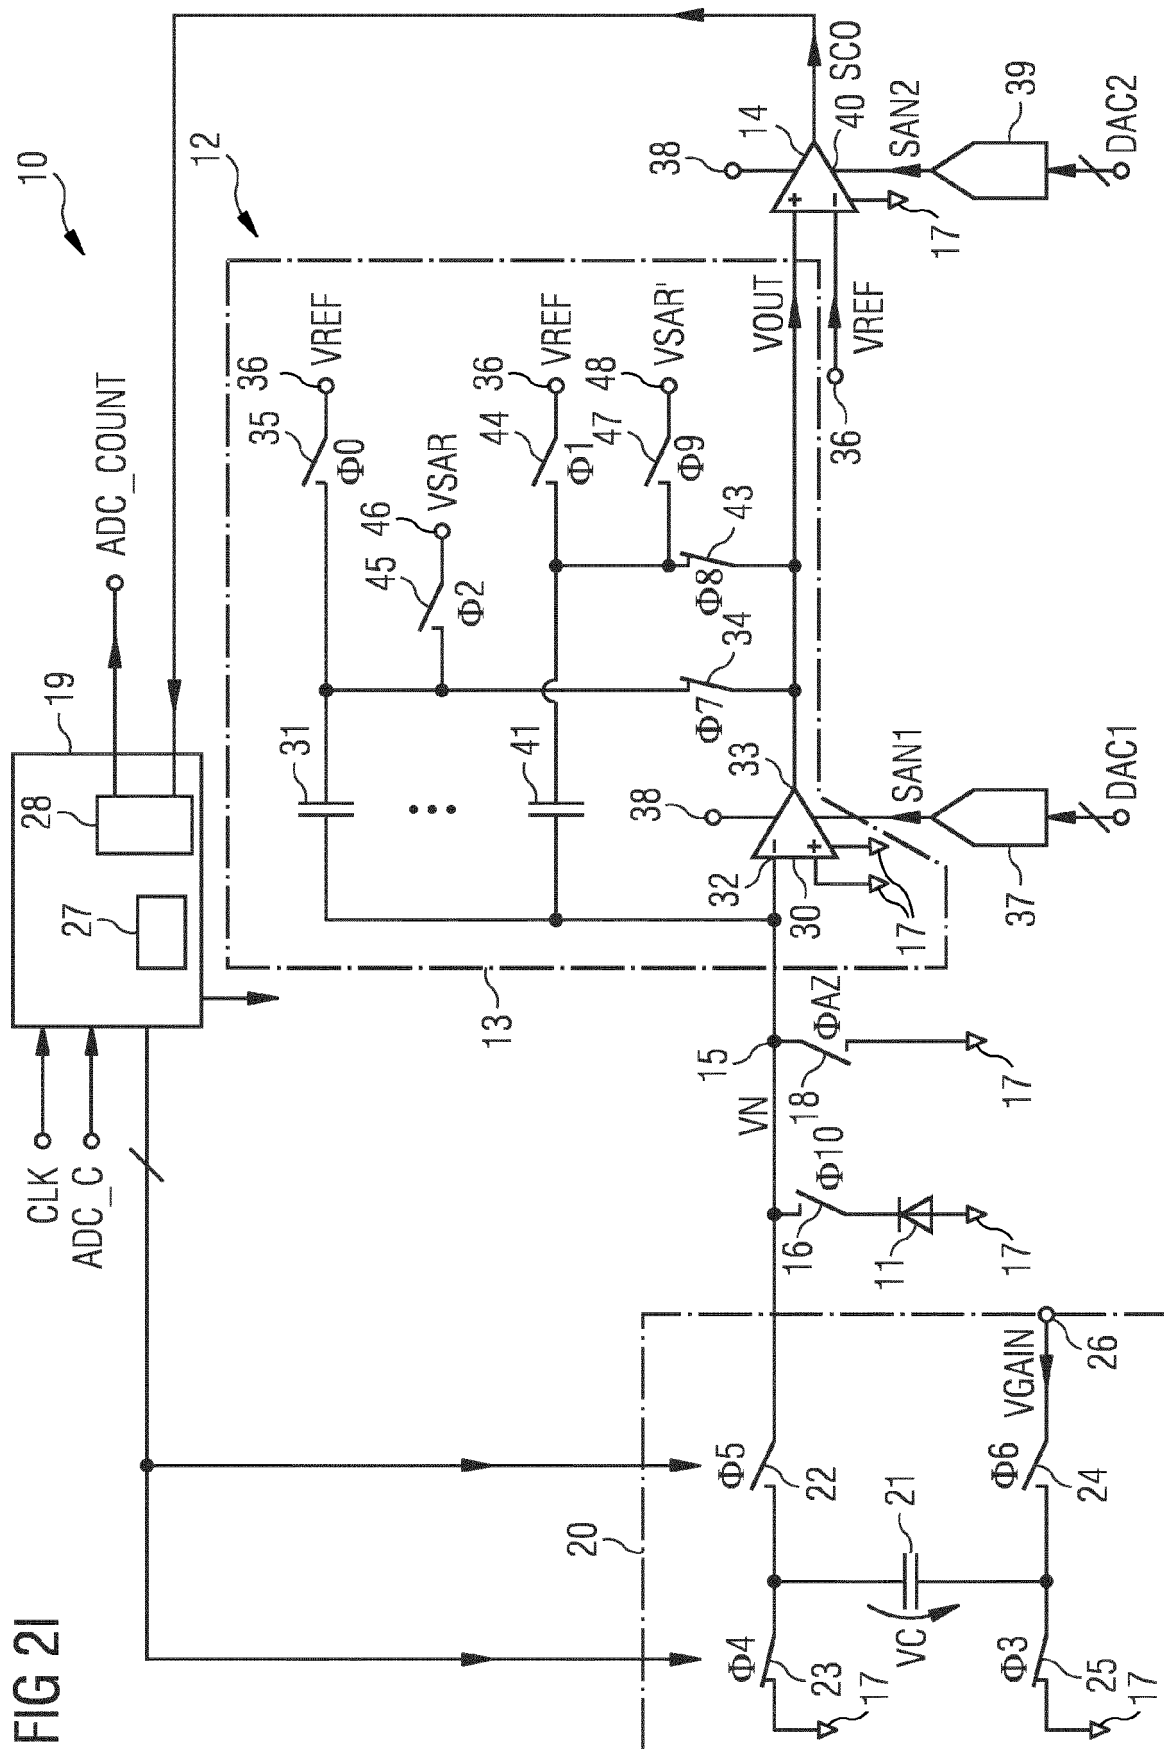 FIG 2I
10
12
CLK
ADC_C
19
27
28
ADC_COUNT
SCO
13
31
41
35
Φ0
36
VREF
45
Φ2
46
VSAR
44
Φ1
36
VREF
47
Φ9
48
VSAR'
Φ7
34
Φ8
43
32
30
33
38
17
SAN1
37
DAC1
VOUT
36
VREF
38
14
40
17
SAN2
39
DAC2
20
Φ4
23
17
Φ5
22
VC
21
Φ3
25
17
Φ6
24
VGAIN
26
VN
15
16
Φ10
11
17
18
ΦAZ
17